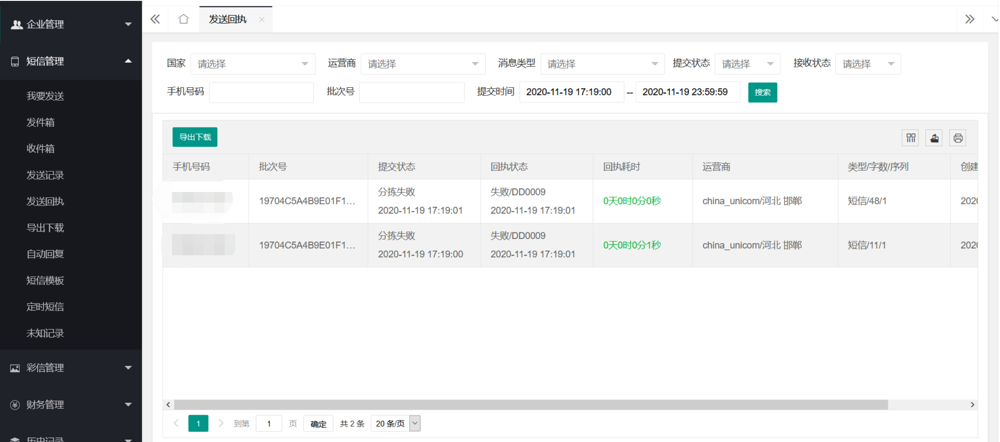 企业管理
短信管理
我要发送
发件箱
收件箱
发送记录
发送回执
导出下载
自动回复
短信模板
定时短信
未知记录
彩信管理
财务管理
历史记录
发送回执
国家 请选择 运营商 请选择 消息类型 请选择 提交状态 请选择 接收状态 请选择
手机号码 批次号 提交时间 2020-11-19 17:19:00 -- 2020-11-19 23:59:59 搜索
导出下载
手机号码 批次号 提交状态 回执状态 回执耗时 运营商 类型/字数/序列 创建
19704C5A4B9E01F1... 分拣失败 2020-11-19 17:19:01 失败/DD0009 2020-11-19 17:19:01 0天0时0分0秒 china_unicom/河北 邯郸 短信/48/1 202
19704C5A4B9E01F1... 分拣失败 2020-11-19 17:19:00 失败/DD0009 2020-11-19 17:19:01 0天0时0分1秒 china_unicom/河北 邯郸 短信/11/1 202
1 到第 1 页 确定 共 2 条 20 条/页